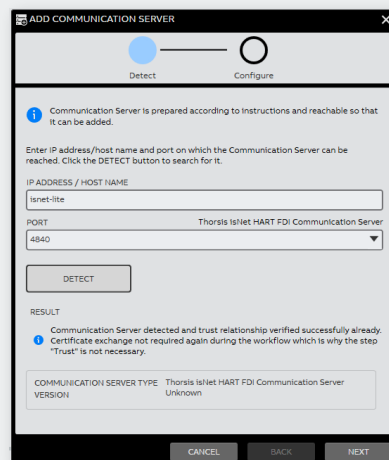 ADD COMMUNICATION SERVER
Detect
Configure
Communication Server is prepared according to instructions and reachable so that
it can be added.
Enter IP address/host name and port on which the Communication Server can be
reached. Click the DETECT button to search for it.
IP ADDRESS / HOST NAME
isnet-lite
PORT Thorsis isNet HART FDI Communication Server
4840
DETECT
RESULT
Communication Server detected and trust relationship verified successfully already.
Certificate exchange not required again during the workflow which is why the step
"Trust" is not necessary.
COMMUNICATION SERVER TYPE Thorsis isNet HART FDI Communication Server
VERSION Unknown
CANCEL BACK NEXT